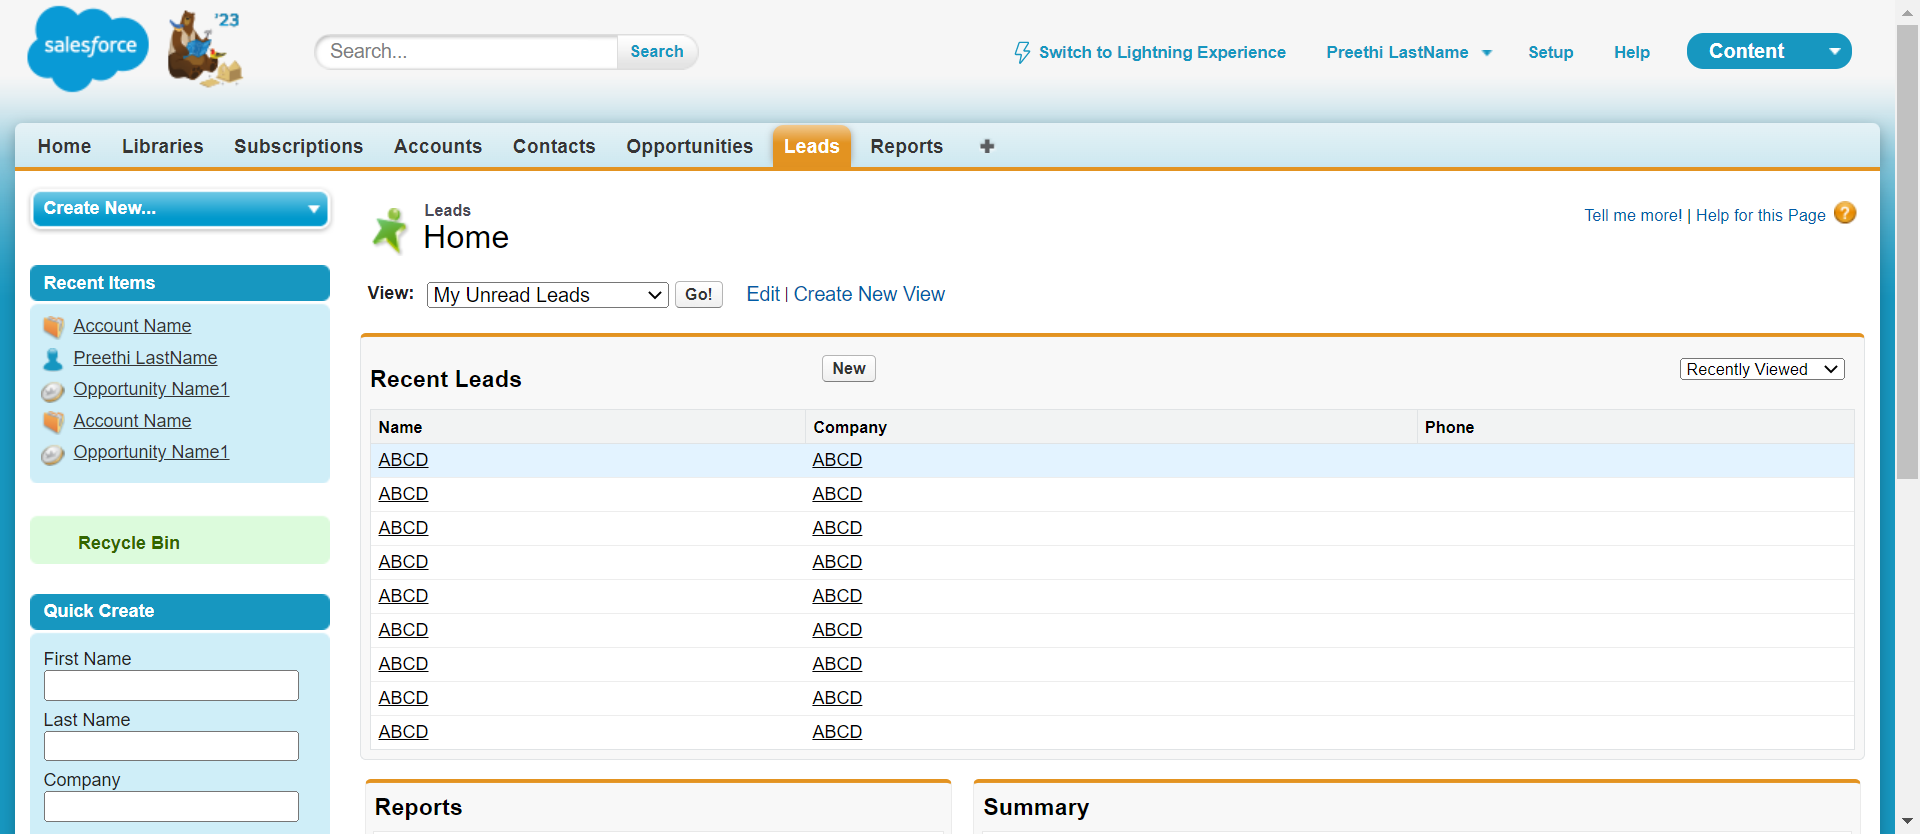 salesforce
'23
Search...
Search
Switch to Lightning Experience
Preethi LastName
Setup
Help
Content
Home
Libraries
Subscriptions
Accounts
Contacts
Opportunities
Leads
Reports
Create New...
Recent Items
Account Name
Preethi LastName
Opportunity Name1
Account Name
Opportunity Name1
Recycle Bin
Quick Create
First Name
Last Name
Company
Leads
Home
Tell me more! | Help for this Page
?
View: My Unread Leads Go! Edit | Create New View
Recent Leads
New
Recently Viewed
Name Company Phone
ABCD ABCD
ABCD ABCD
ABCD ABCD
ABCD ABCD
ABCD ABCD
ABCD ABCD
ABCD ABCD
ABCD ABCD
ABCD ABCD
Reports
Summary